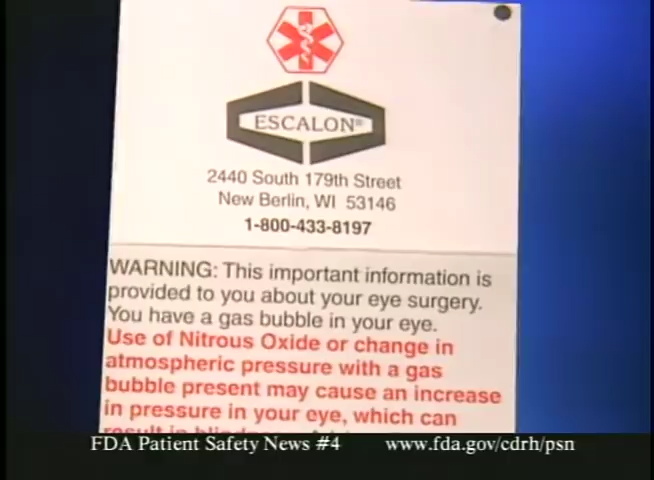 ESCALON®
2440 South 179th Street
New Berlin, WI 53146
1-800-433-8197
WARNING: This important information is
provided to you about your eye surgery.
You have a gas bubble in your eye.
Use of Nitrous Oxide or change in
atmospheric pressure with a gas
bubble present may cause an increase
in pressure in your eye, which can
result in
FDA Patient Safety News #4 www.fda.gov/cdrh/psn